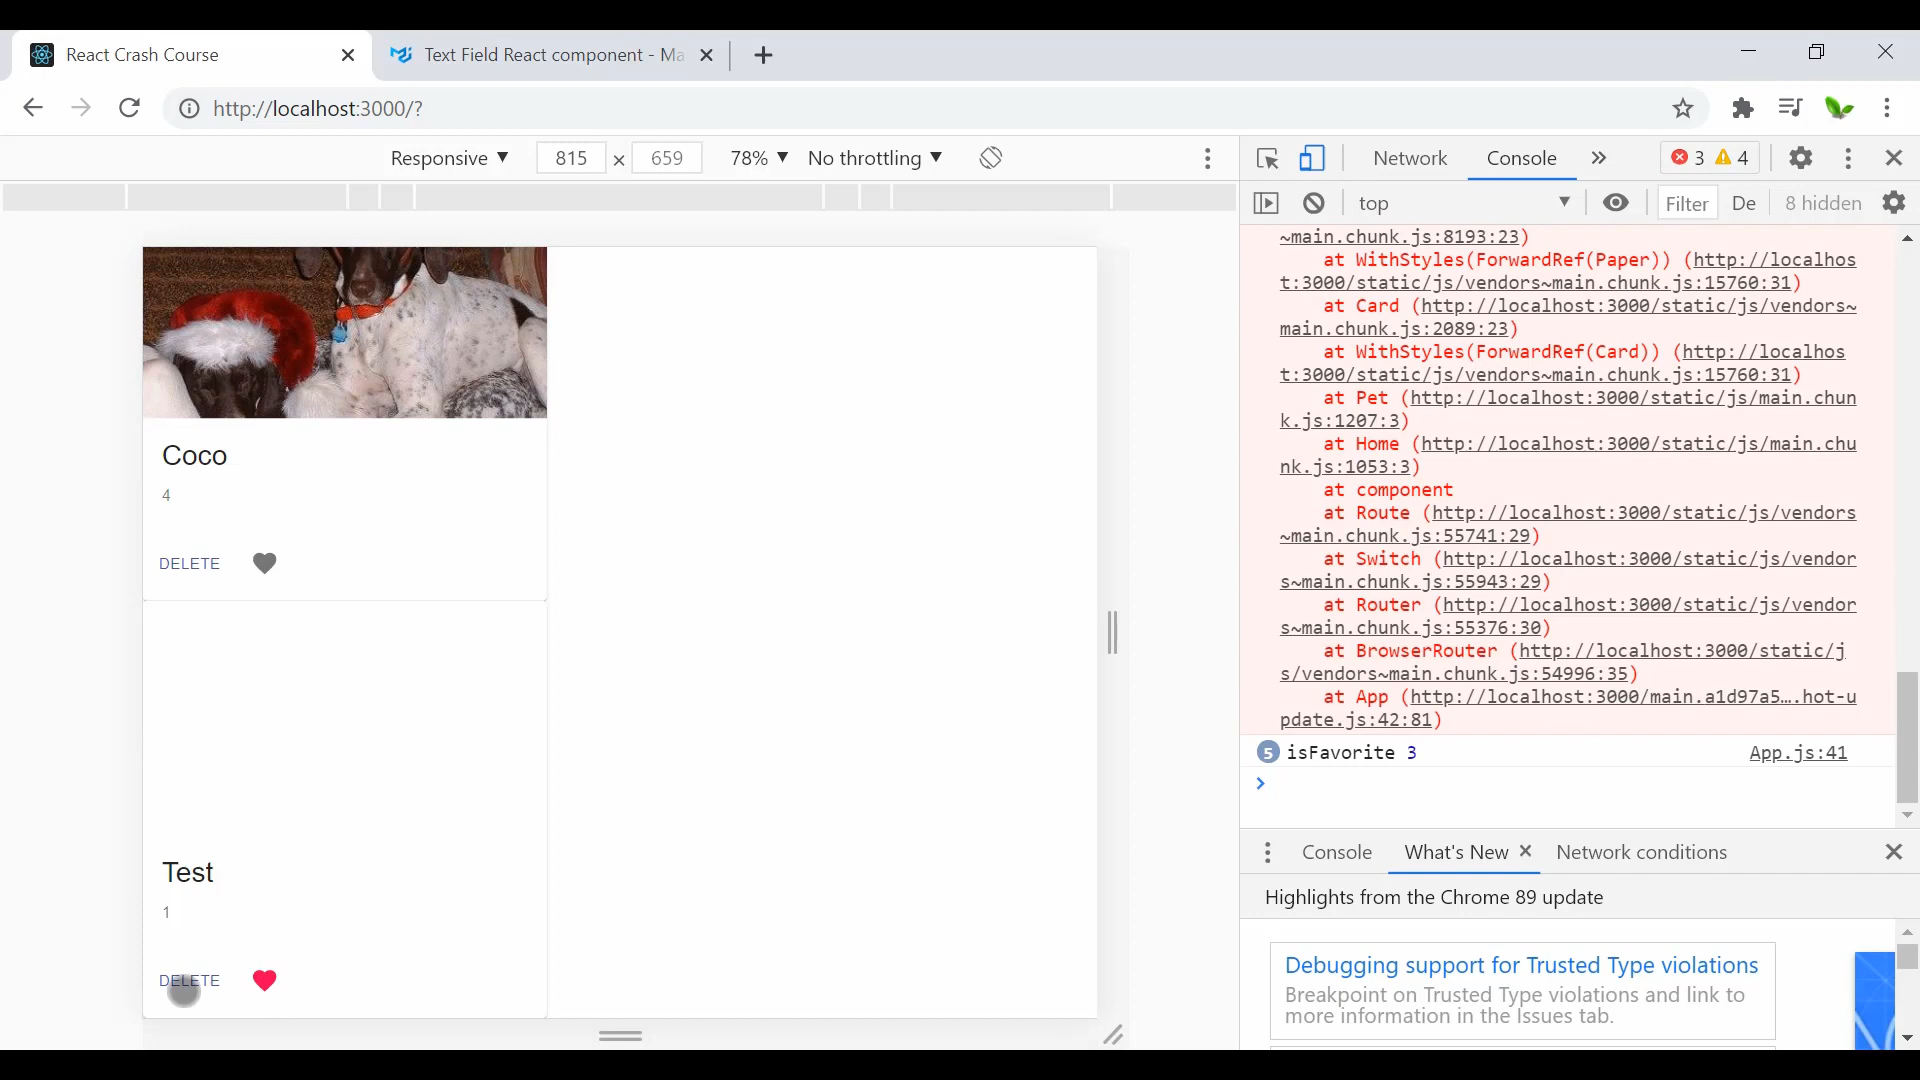 React Crash Course
Text Field React component - Ma
http://localhost:3000/?
Responsive ▼ 815 × 659 78% ▼ No throttling ▼
Network Console » 3 4
top ▼ Filter De 8 hidden
~main.chunk.js:8193:23)
at WithStyles(ForwardRef(Paper)) (http://localhos
t:3000/static/js/vendors~main.chunk.js:15760:31)
at Card (http://localhost:3000/static/js/vendors~
main.chunk.js:2089:23)
at WithStyles(ForwardRef(Card)) (http://localhos
t:3000/static/js/vendors~main.chunk.js:15760:31)
at Pet (http://localhost:3000/static/js/main.chun
k.js:1207:3)
at Home (http://localhost:3000/static/js/main.chu
nk.js:1053:3)
at component
at Route (http://localhost:3000/static/js/vendors
~main.chunk.js:55741:29)
at Switch (http://localhost:3000/static/js/vendor
s~main.chunk.js:55943:29)
at Router (http://localhost:3000/static/js/vendor
s~main.chunk.js:55376:30)
at BrowserRouter (http://localhost:3000/static/j
s/vendors~main.chunk.js:54996:35)
at App (http://localhost:3000/main.a1d97a5….hot-u
pdate.js:42:81)
5 isFavorite 3 App.js:41
Coco
4
DELETE
Test
1
DELETE
Console What's New Network conditions
Highlights from the Chrome 89 update
Debugging support for Trusted Type violations
Breakpoint on Trusted Type violations and link to
more information in the Issues tab.